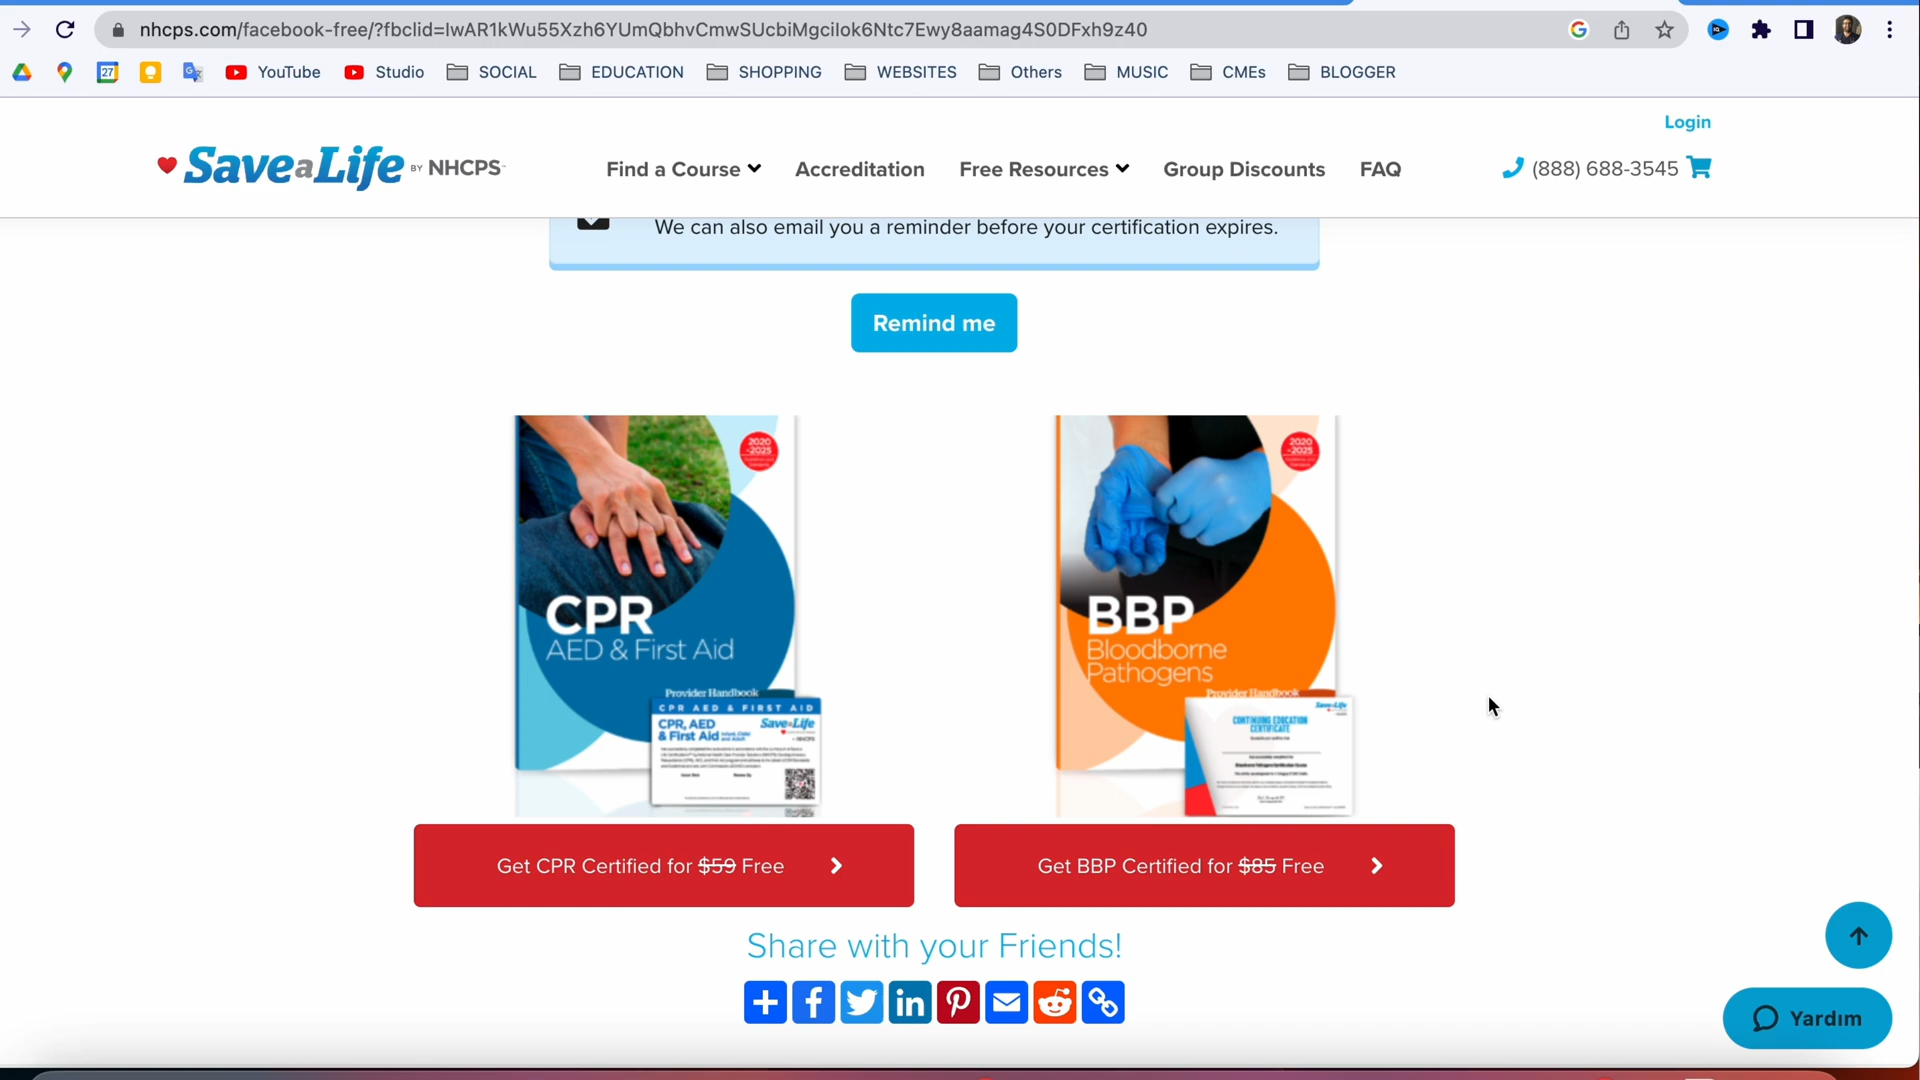 nhcps.com/facebook-free/?fbclid=IwAR1kWu55Xzh6YUmQbhvCmwSUcbiMgciIok6Ntc7Ewy8aamag4S0DFxh9z40
27
YouTube
Studio
SOCIAL
EDUCATION
SHOPPING
WEBSITES
Others
MUSIC
CMEs
BLOGGER
Login
SaveaLife BY NHCPS
Find a Course
Accreditation
Free Resources
Group Discounts
FAQ
(888) 688-3545
We can also email you a reminder before your certification expires.
Remind me
2020
-2025
CPR
AED & First Aid
Provider Handbook
CPR AED & FIRST AID
CPR, AED
& First Aid
SaveaLife
2020
-2025
BBP
Bloodborne
Pathogens
Provider Handbook
SaveaLife
CONTINUING EDUCATION
CERTIFICATE
Get CPR Certified for $59 Free
Get BBP Certified for $85 Free
Share with your Friends!
Yardım